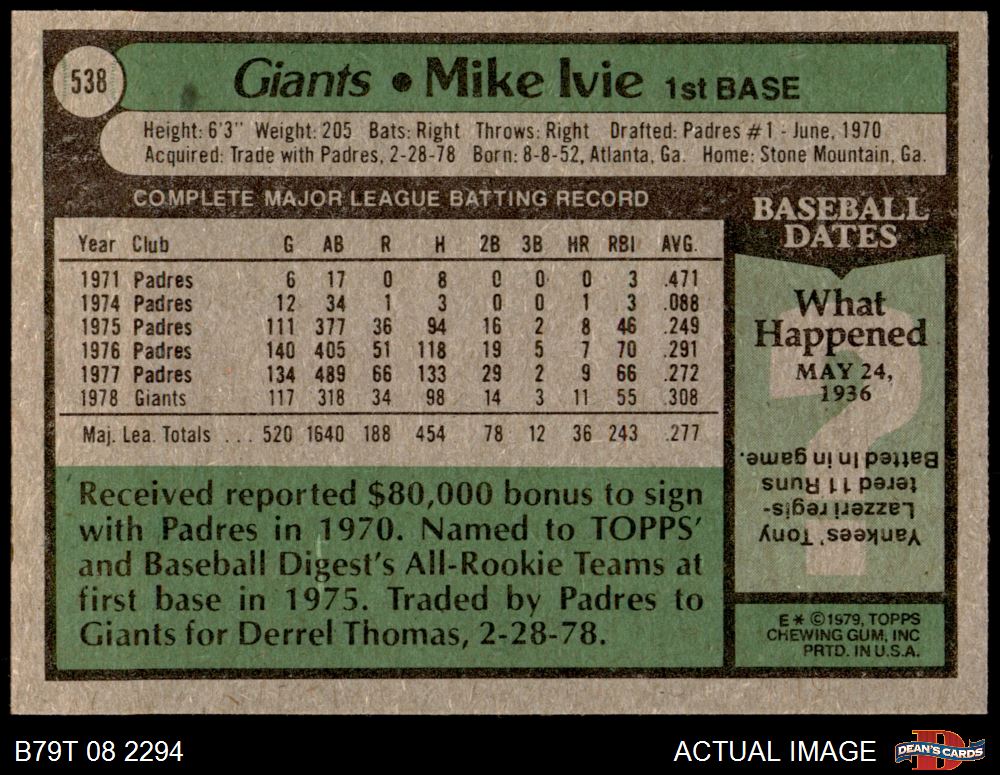 538
Giants • Mike Ivie 1st BASE
Height: 6'3" Weight: 205 Bats: Right Throws: Right Drafted: Padres #1 - June, 1970
Acquired: Trade with Padres, 2-28-78 Born: 8-8-52, Atlanta, Ga. Home: Stone Mountain, Ga.
COMPLETE MAJOR LEAGUE BATTING RECORD
Year Club G AB R H 2B 3B HR RBI AVG.
1971 Padres 6 17 0 8 0 0 0 3 .471
1974 Padres 12 34 1 3 0 0 1 3 .088
1975 Padres 111 377 36 94 16 2 8 46 .249
1976 Padres 140 405 51 118 19 5 7 70 .291
1977 Padres 134 489 66 133 29 2 9 66 .272
1978 Giants 117 318 34 98 14 3 11 55 .308
Maj. Lea. Totals ... 520 1640 188 454 78 12 36 243 .277
Received reported $80,000 bonus to sign
with Padres in 1970. Named to TOPPS'
and Baseball Digest's All-Rookie Teams at
first base in 1975. Traded by Padres to
Giants for Derrel Thomas, 2-28-78.
BASEBALL
DATES
What
Happened
MAY 24,
1936
?
Yankees' Tony
Lazzeri regis-
tered 11 Runs
Batted In in game.
E* ©1979, TOPPS
CHEWING GUM, INC
PRTD. IN U.S.A.
B79T 08 2294
ACTUAL IMAGE
D
DEAN'S CARDS